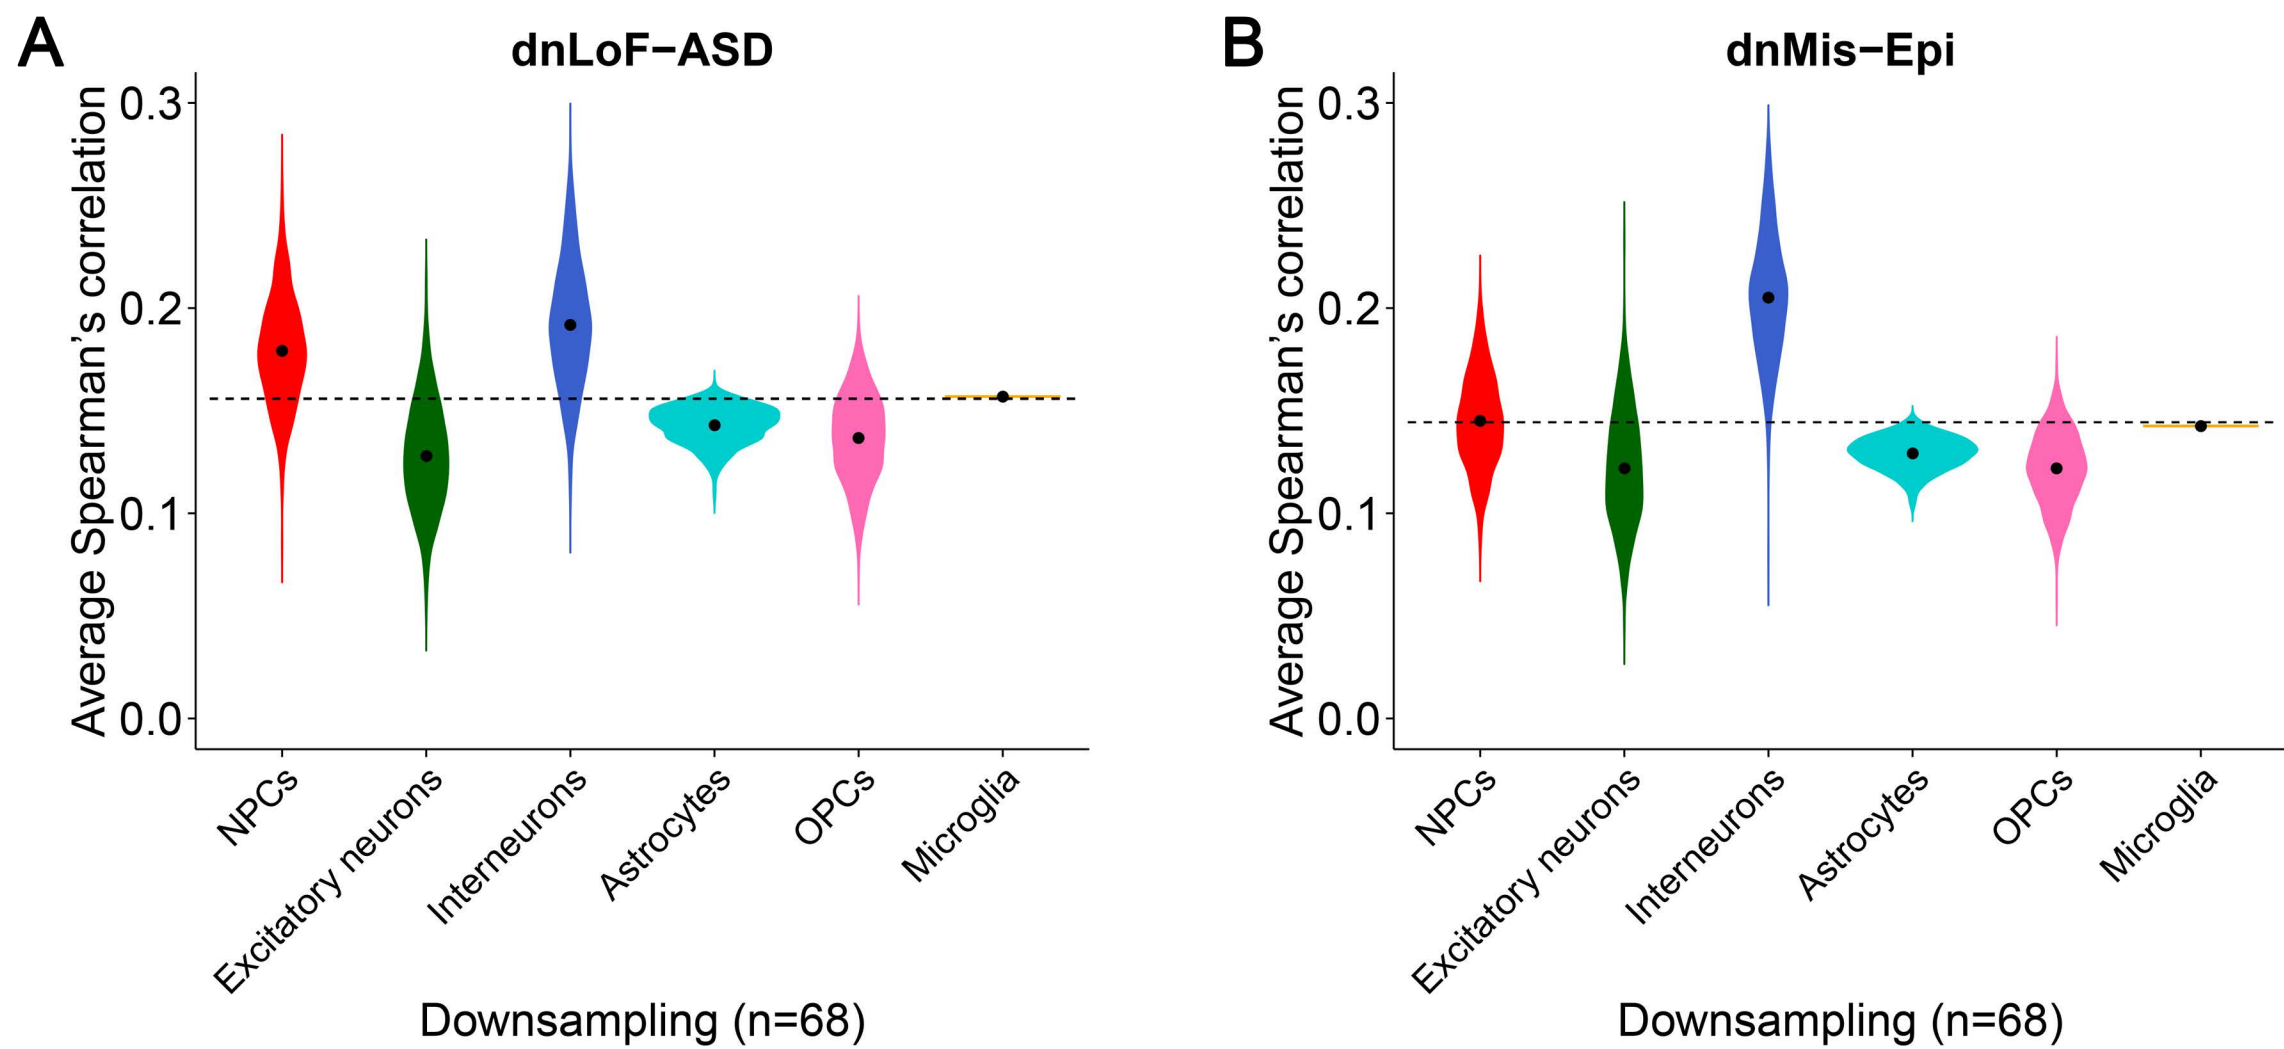 A
dnLoF−ASD
Average Spearman’s correlation
0.3
0.2
0.1
0.0
NPCs
Excitatory neurons
Interneurons
Astrocytes
OPCs
Microglia
Downsampling (n=68)
B
dnMis−Epi
Average Spearman’s correlation
0.3
0.2
0.1
0.0
NPCs
Excitatory neurons
Interneurons
Astrocytes
OPCs
Microglia
Downsampling (n=68)